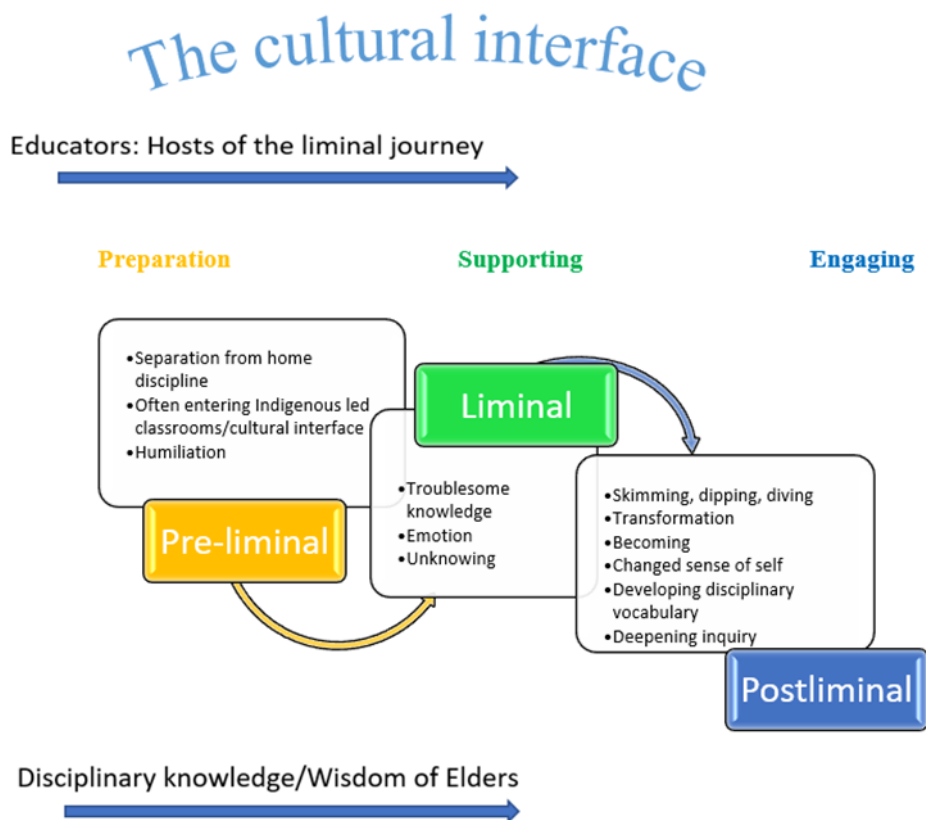 The cultural interface
Educators: Hosts of the liminal journey
Preparation
Supporting
Engaging
•Separation from home
discipline
•Often entering Indigenous led
classrooms/cultural interface
•Humiliation
Pre-liminal
Liminal
•Troublesome
knowledge
•Emotion
•Unknowing
•Skimming, dipping, diving
•Transformation
•Becoming
•Changed sense of self
•Developing disciplinary
vocabulary
•Deepening inquiry
Postliminal
Disciplinary knowledge/Wisdom of Elders